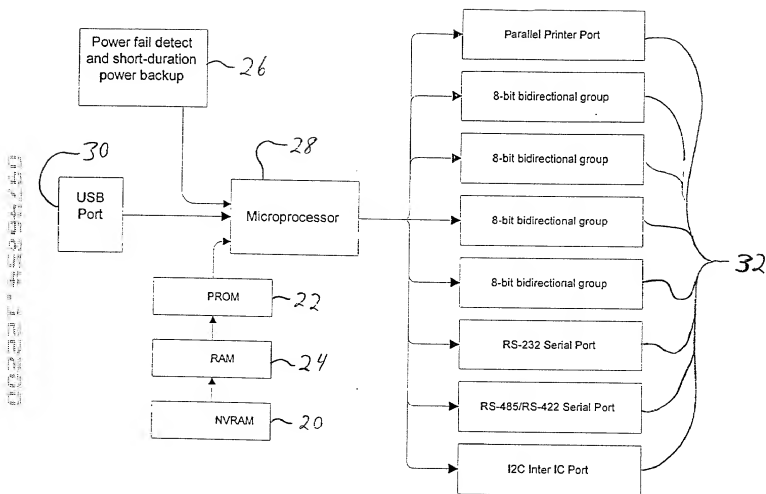 Power fail detect
and short-duration
power backup
26
30
USB
Port
28
Microprocessor
PROM
22
RAM
24
NVRAM
20
Parallel Printer Port
8-bit bidirectional group
8-bit bidirectional group
8-bit bidirectional group
8-bit bidirectional group
RS-232 Serial Port
RS-485/RS-422 Serial Port
I2C Inter IC Port
32